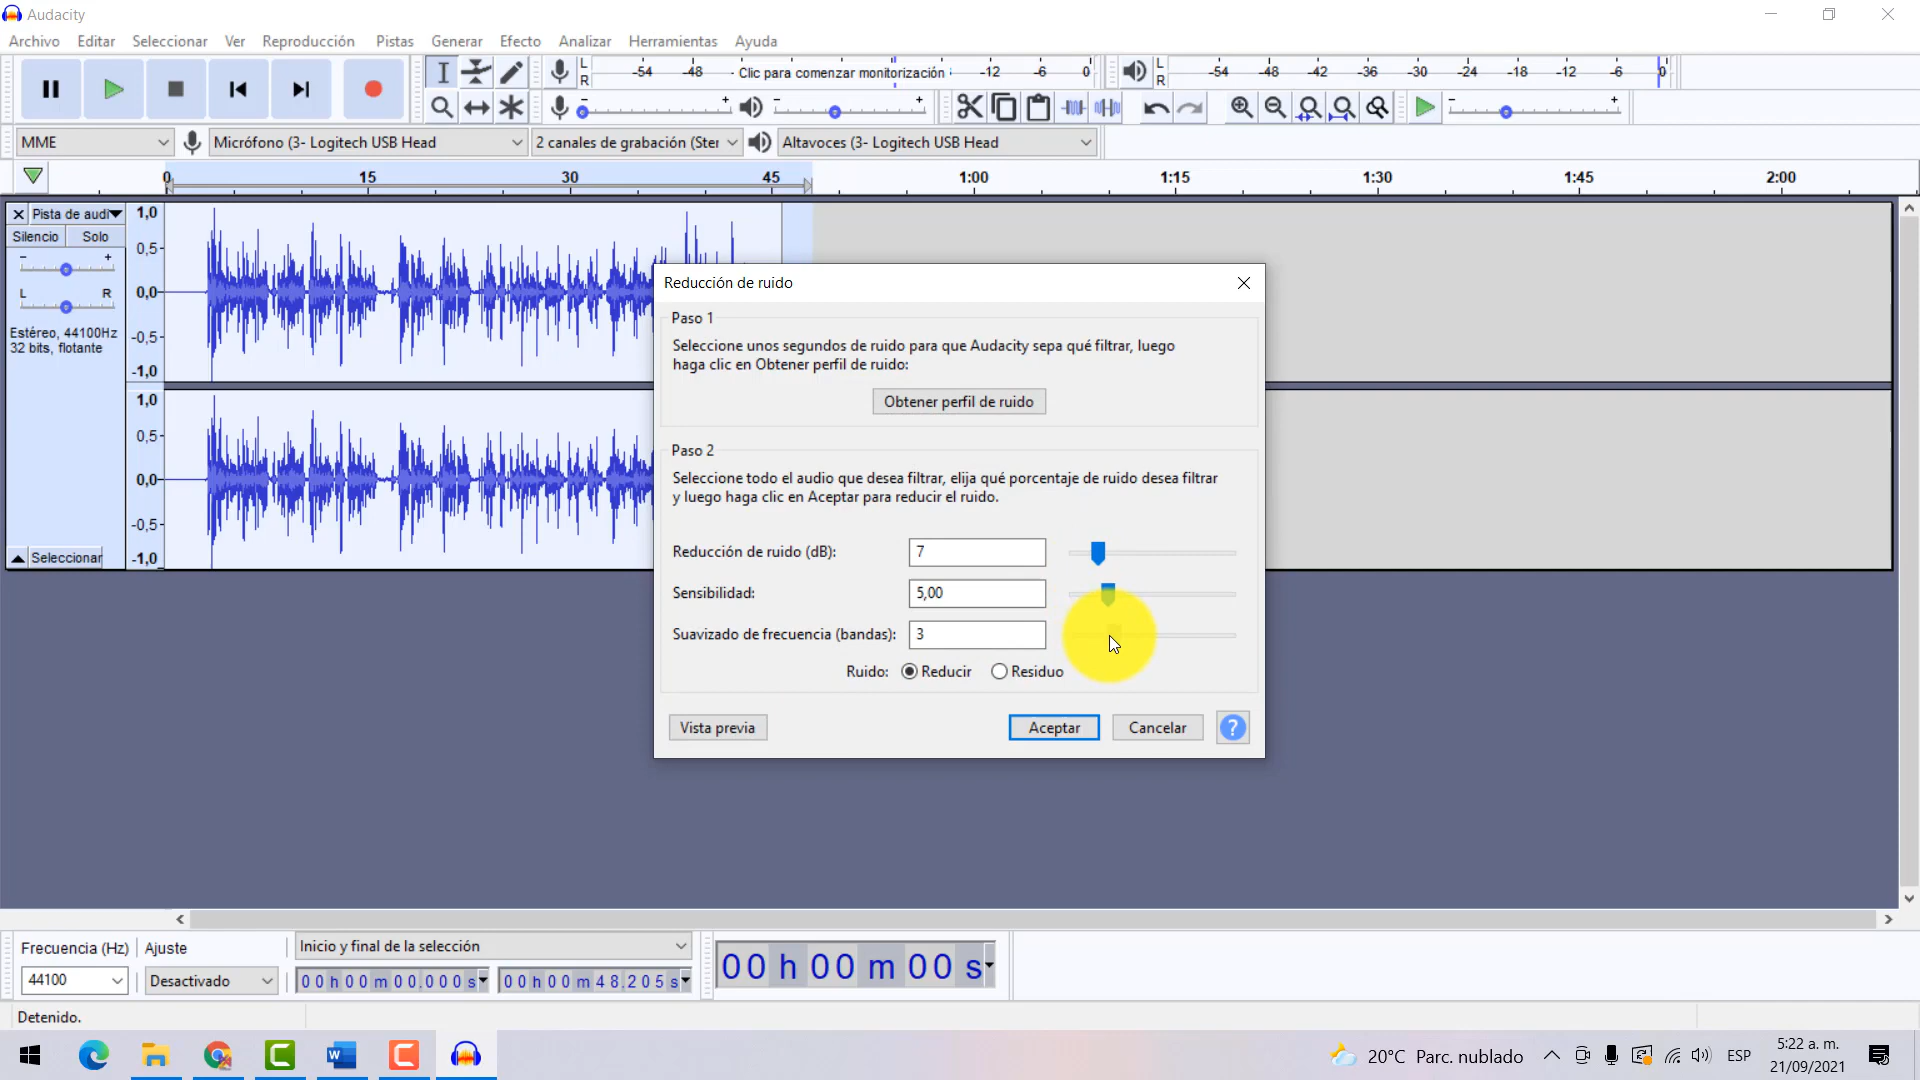 Audacity
Archivo Editar Seleccionar Ver Reproducción Pistas Generar Efecto Analizar Herramientas Ayuda
L R -54 -48 Clic para comenzar monitorización -12 -6 0
L R -54 -48 -42 -36 -30 -24 -18 -12 -6 0
MME Micrófono (3- Logitech USB Head 2 canales de grabación (Ster Altavoces (3- Logitech USB Head
0 15 30 45 1:00 1:15 1:30 1:45 2:00
Pista de audi
Silencio Solo
- +
L R
Estéreo, 44100Hz
32 bits, flotante
Seleccionar
1,0
0,5
0,0
-0,5
-1,0
1,0
0,5
0,0
-0,5
-1,0
Reducción de ruido
Paso 1
Seleccione unos segundos de ruido para que Audacity sepa qué filtrar, luego
haga clic en Obtener perfil de ruido:
Obtener perfil de ruido
Paso 2
Seleccione todo el audio que desea filtrar, elija qué porcentaje de ruido desea filtrar
y luego haga clic en Aceptar para reducir el ruido.
Reducción de ruido (dB): 7
Sensibilidad: 5,00
Suavizado de frecuencia (bandas): 3
Ruido: Reducir Residuo
Vista previa Aceptar Cancelar ?
Frecuencia (Hz) Ajuste Inicio y final de la selección
44100 Desactivado 00 h 00 m 00.000 s 00 h 00 m 48.205 s
00 h 00 m 00 s
Detenido.
20°C Parc. nublado ESP
5:22 a. m.
21/09/2021